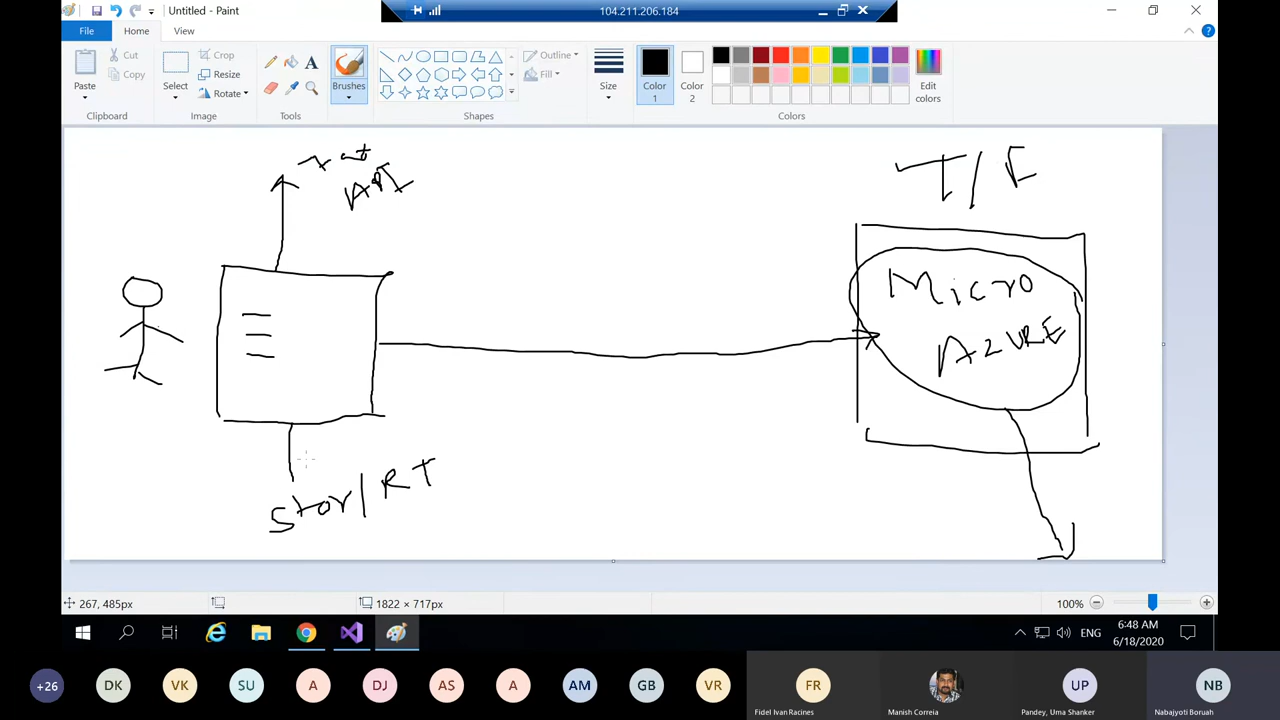 104.211.206.184
Untitled - Paint
File Home View
Paste
Cut
Copy
Clipboard
Select
Crop
Resize
Rotate
Image
Tools
Brushes
Shapes
Outline
Fill
Size
Color 1
Color 2
Edit colors
Colors
API
T/E
Micro
AZURE
Stor/RT
267, 485px
1822 × 717px
100%
ENG
6:48 AM
6/18/2020
+26
DK
VK
SU
A
DJ
AS
A
AM
GB
VR
FR
Fidel Ivan Racines
Manish Correia
UP
Pandey, Uma Shanker
NB
Nabajyoti Boruah